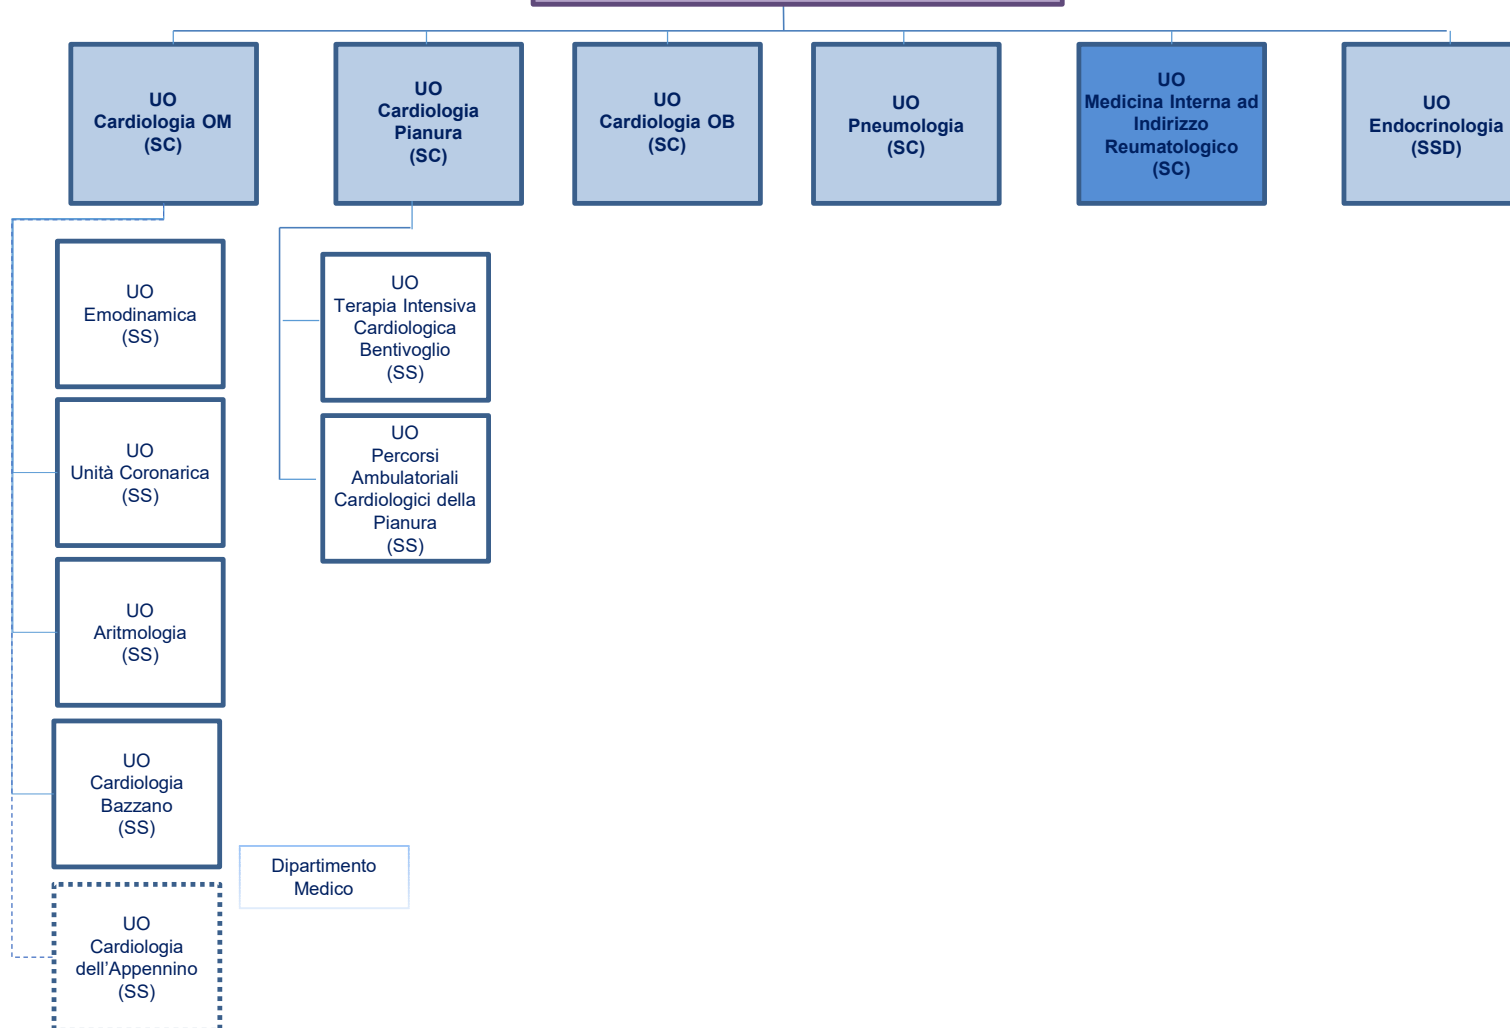 UO
Cardiologia OM
(SC)
UO
Cardiologia
Pianura
(SC)
UO
Cardiologia OB
(SC)
UO
Pneumologia
(SC)
UO
Medicina Interna ad
Indirizzo
Reumatologico
(SC)
UO
Endocrinologia
(SSD)
UO
Emodinamica
(SS)
UO
Terapia Intensiva
Cardiologica
Bentivoglio
(SS)
UO
Unità Coronarica
(SS)
UO
Percorsi
Ambulatoriali
Cardiologici della
Pianura
(SS)
UO
Aritmologia
(SS)
UO
Cardiologia
Bazzano
(SS)
Dipartimento
Medico
UO
Cardiologia
dell’Appennino
(SS)